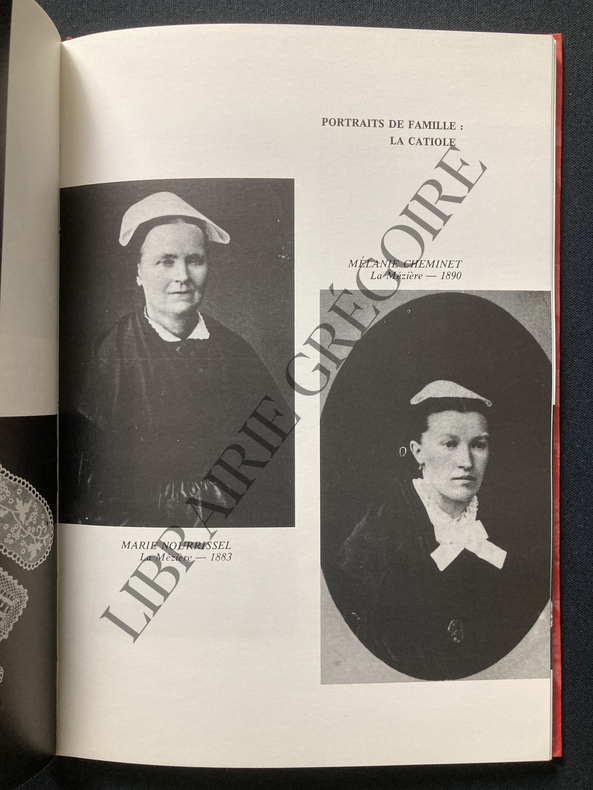 PORTRAITS DE FAMILLE :
LA CATIOLE
MÉLANIE CHEMINET
La Mézière — 1890
MARIE NOURRISSEL
La Mézière — 1883
LIBRAIRIE GRÉGOIRE